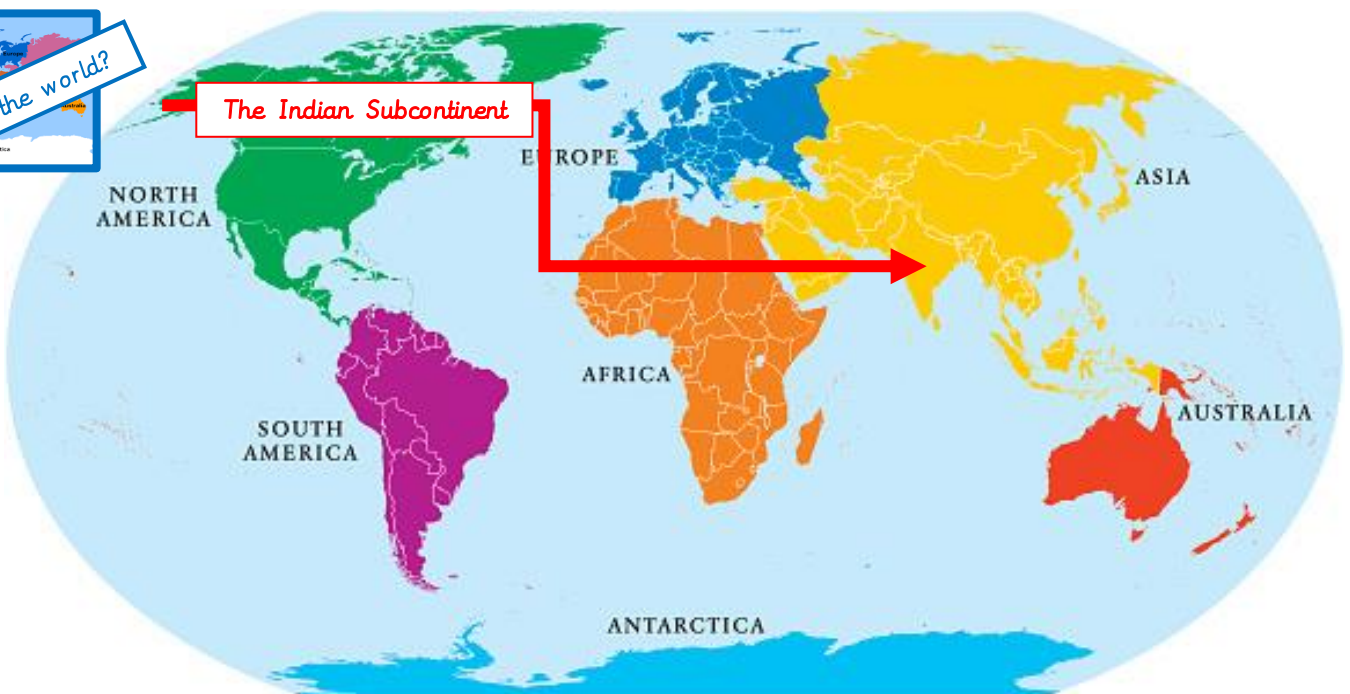 the world?
The Indian Subcontinent
EUROPE
ASIA
NORTH
AMERICA
AFRICA
AUSTRALIA
SOUTH
AMERICA
ANTARCTICA